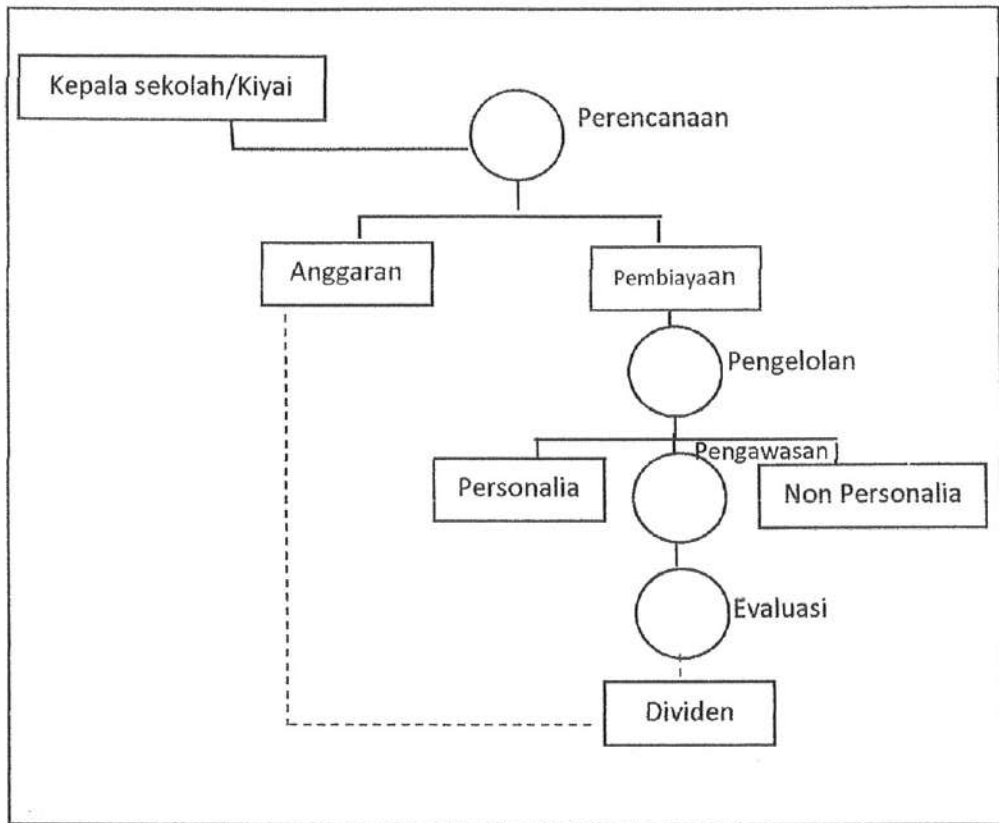 Kepala sekolah/Kiyai
Perencanaan
Anggaran
Pembiayaan
Pengelolan
Pengawasan
Personalia
Non Personalia
Evaluasi
Dividen